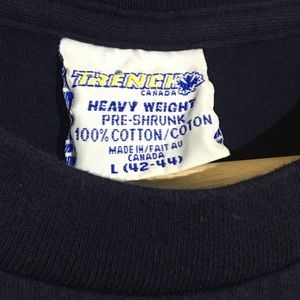 TRENCH
CANADA
HEAVY WEIGHT
PRE-SHRUNK
100% COTTON/COTON
MADE IN/FAIT AU
CANADA
L (42-44)